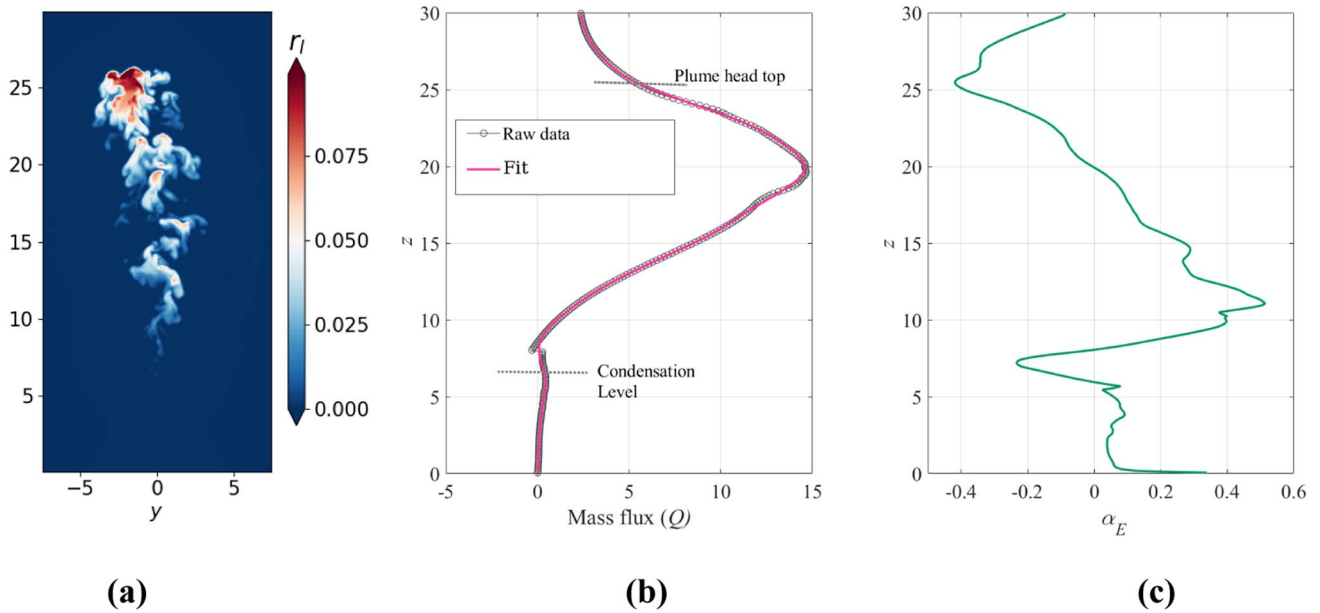 r_l
25
20
15
10
5
0.075
0.050
0.025
0.000
−5 0 5
y
30
25
20
15
10
5
0
z
Plume head top
Raw data
Fit
Condensation
Level
-5 0 5 10 15
Mass flux (Q)
30
25
20
15
10
5
0
z
-0.4 -0.2 0 0.2 0.4 0.6
α_E
(a) (b) (c)